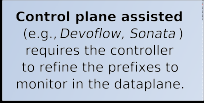 Control plane assisted
(e.g., Devoflow, Sonata )
requires the controller
to refine the prefixes to
monitor in the dataplane.